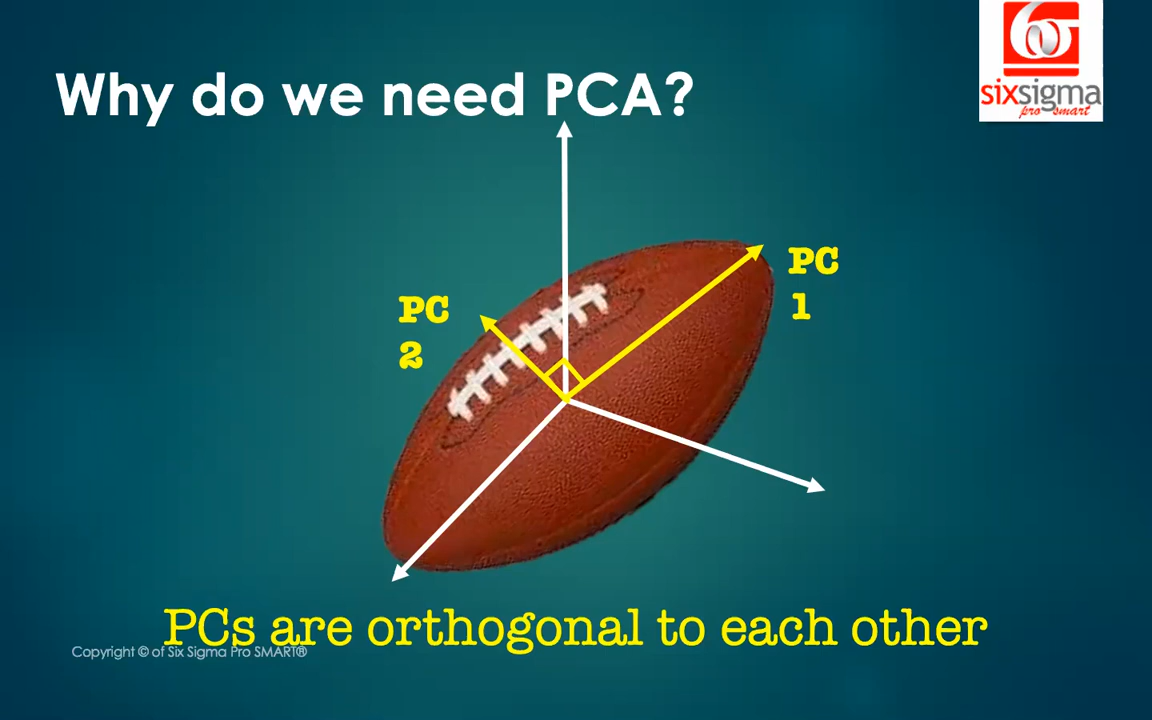 Why do we need PCA?
sixsigma
pro smart
PC
1
PC
2
PCs are orthogonal to each other
Copyright © of Six Sigma Pro SMART®